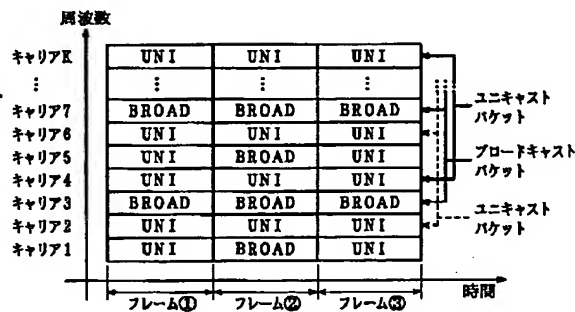 周波数
キャリアK UNI UNI UNI
⋮ ⋮ ⋮ ⋮
キャリア7 BROAD BROAD BROAD
キャリア6 UNI UNI UNI
キャリア5 UNI BROAD UNI
キャリア4 UNI UNI UNI
キャリア3 BROAD BROAD BROAD
キャリア2 UNI UNI UNI
キャリア1 UNI BROAD UNI
ユニキャスト
パケット
ブロードキャスト
パケット
ユニキャスト
パケット
時間
フレーム① フレーム② フレーム③